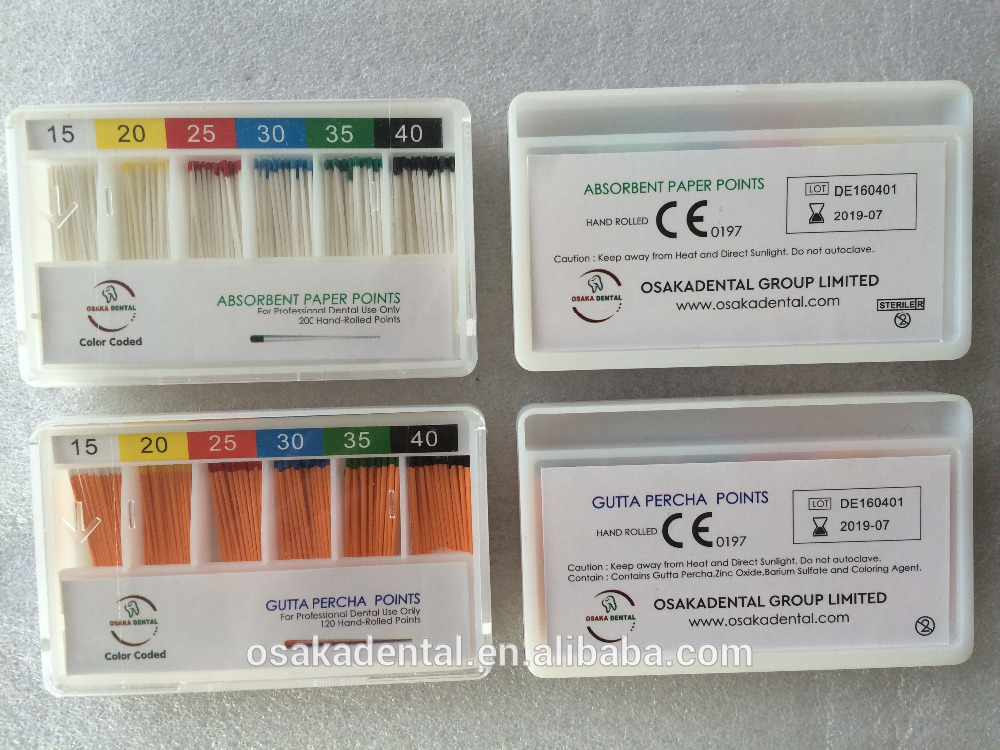 15 20 25 30 35 40
OSAKA DENTAL
Color Coded
ABSORBENT PAPER POINTS
For Professional Dental Use Only
200 Hand-Rolled Points
ABSORBENT PAPER POINTS
HAND ROLLED CE 0197
LOT DE160401
2019-07
Caution : Keep away from Heat and Direct Sunlight. Do not autoclave.
OSAKA DENTAL
OSAKADENTAL GROUP LIMITED
www.osakadental.com
STERILE R
2
15 20 25 30 35 40
OSAKA DENTAL
Color Coded
GUTTA PERCHA POINTS
For Professional Dental Use Only
120 Hand-Rolled Points
GUTTA PERCHA POINTS
HAND ROLLED CE 0197
LOT DE160401
2019-07
Caution : Keep away from Heat and Direct Sunlight. Do not autoclave.
Contain : Contains Gutta Percha,Zinc Oxide,Barium Sulfate and Coloring Agent.
OSAKA DENTAL
OSAKADENTAL GROUP LIMITED
www.osakadental.com
2
osakadental.en.alibaba.com